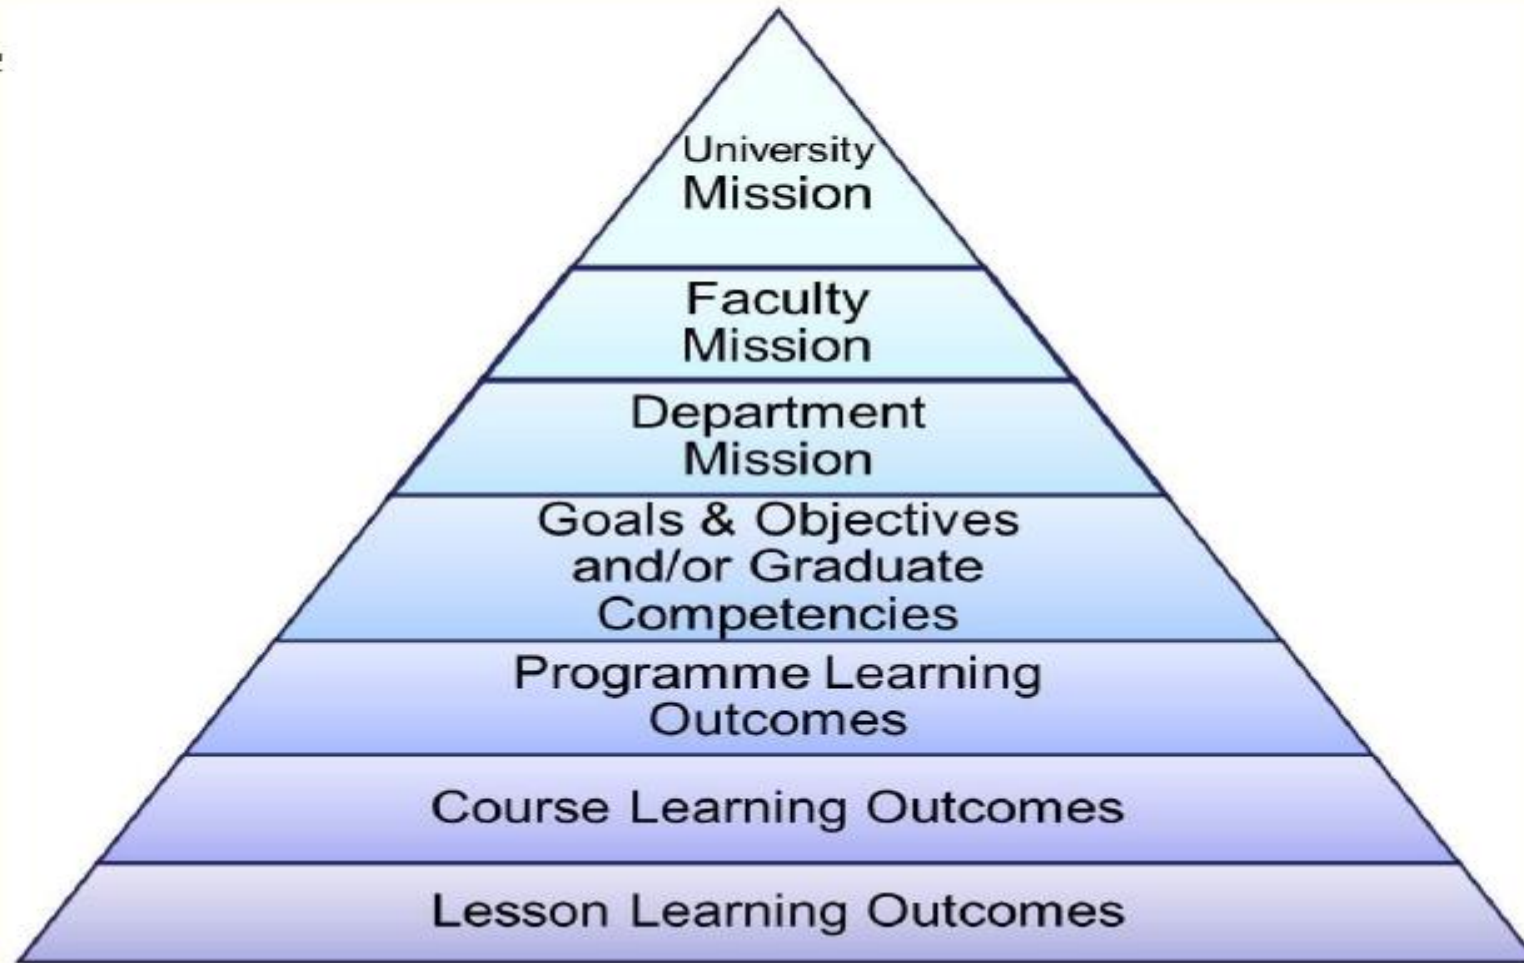 University
Mission
Faculty
Mission
Department
Mission
Goals & Objectives
and/or Graduate
Competencies
Programme Learning
Outcomes
Course Learning Outcomes
Lesson Learning Outcomes